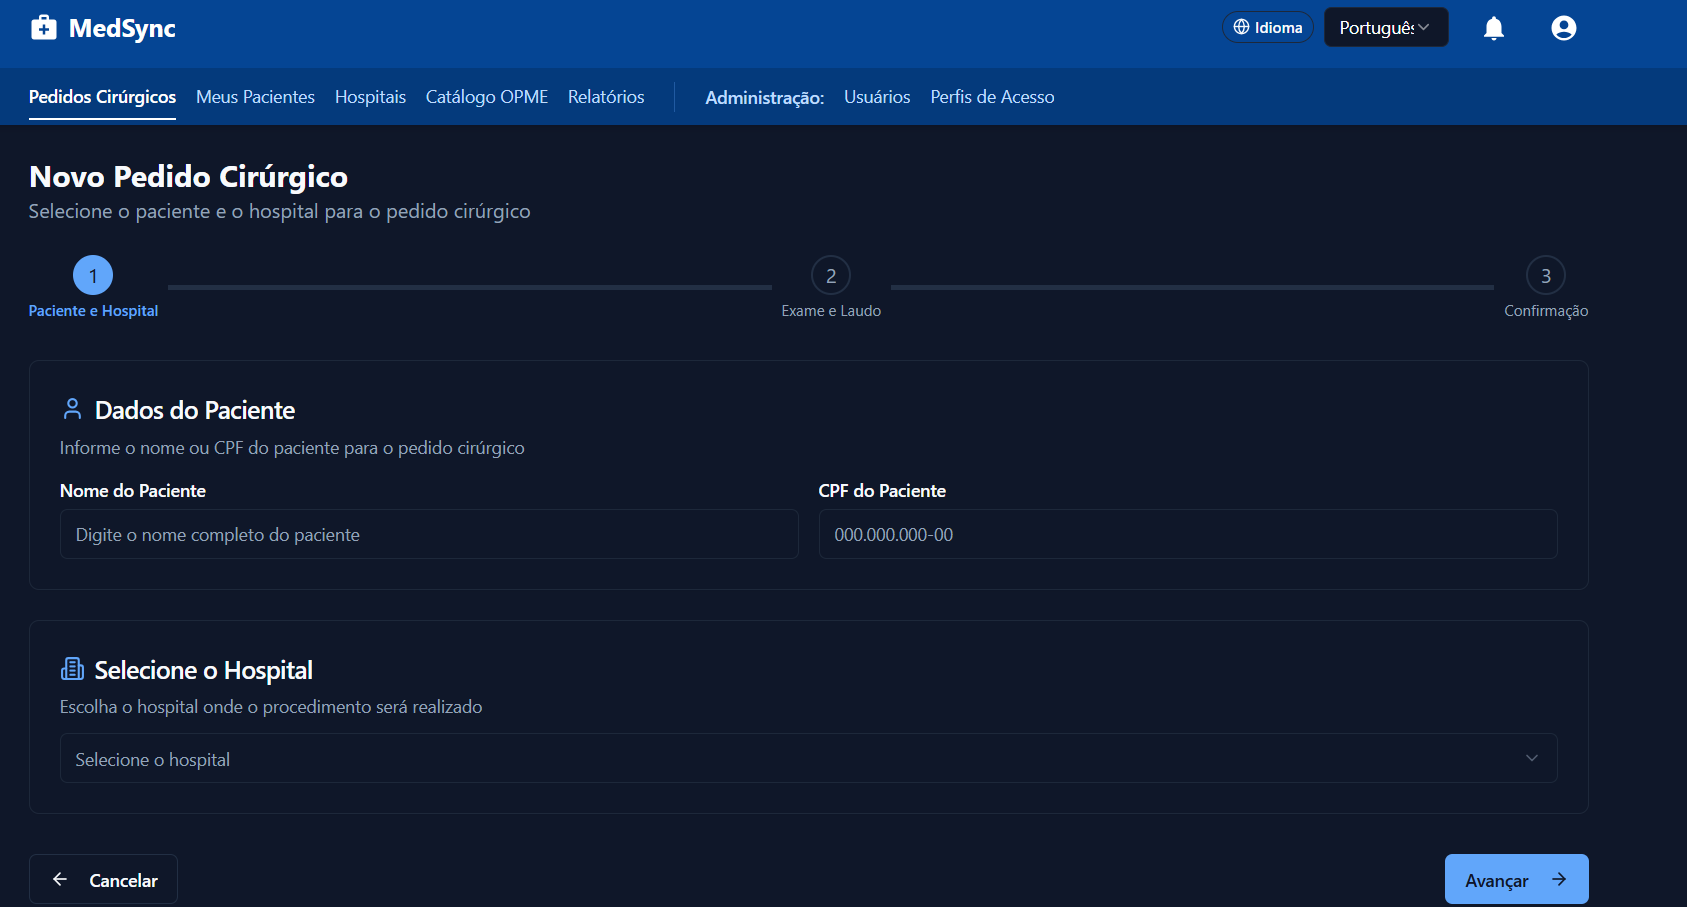 MedSync
Idioma
Português
Pedidos Cirúrgicos Meus Pacientes Hospitais Catálogo OPME Relatórios Administração: Usuários Perfis de Acesso
Novo Pedido Cirúrgico
Selecione o paciente e o hospital para o pedido cirúrgico
1 2 3
Paciente e Hospital Exame e Laudo Confirmação
Dados do Paciente
Informe o nome ou CPF do paciente para o pedido cirúrgico
Nome do Paciente CPF do Paciente
Digite o nome completo do paciente 000.000.000-00
Selecione o Hospital
Escolha o hospital onde o procedimento será realizado
Selecione o hospital
Cancelar Avançar